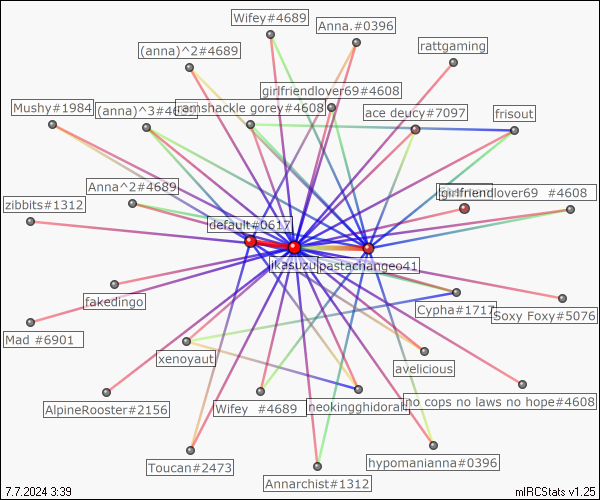 Wifey#4689
Anna.#0396
rattgaming
(anna)^2#4689
girlfriendlover69#4608
Mushy#1984
(anna)^3#4689
ramshackle gorey#4608
ace deucy#7097
frisout
Anna^2#4689
girlfriendlover69 #4608
zibbits#1312
default#0617
ikasuzu
pastachangeo41
fakedingo
Cypha#1717
Soxy Foxy#5076
Mad #6901
xenoyaut
avelicious
AlpineRooster#2156
Wifey #4689
neokingghidorah
no cops no laws no hope#4608
Toucan#2473
hypomanianna#0396
Annarchist#1312
7.7.2024 3:39
mIRCStats v1.25